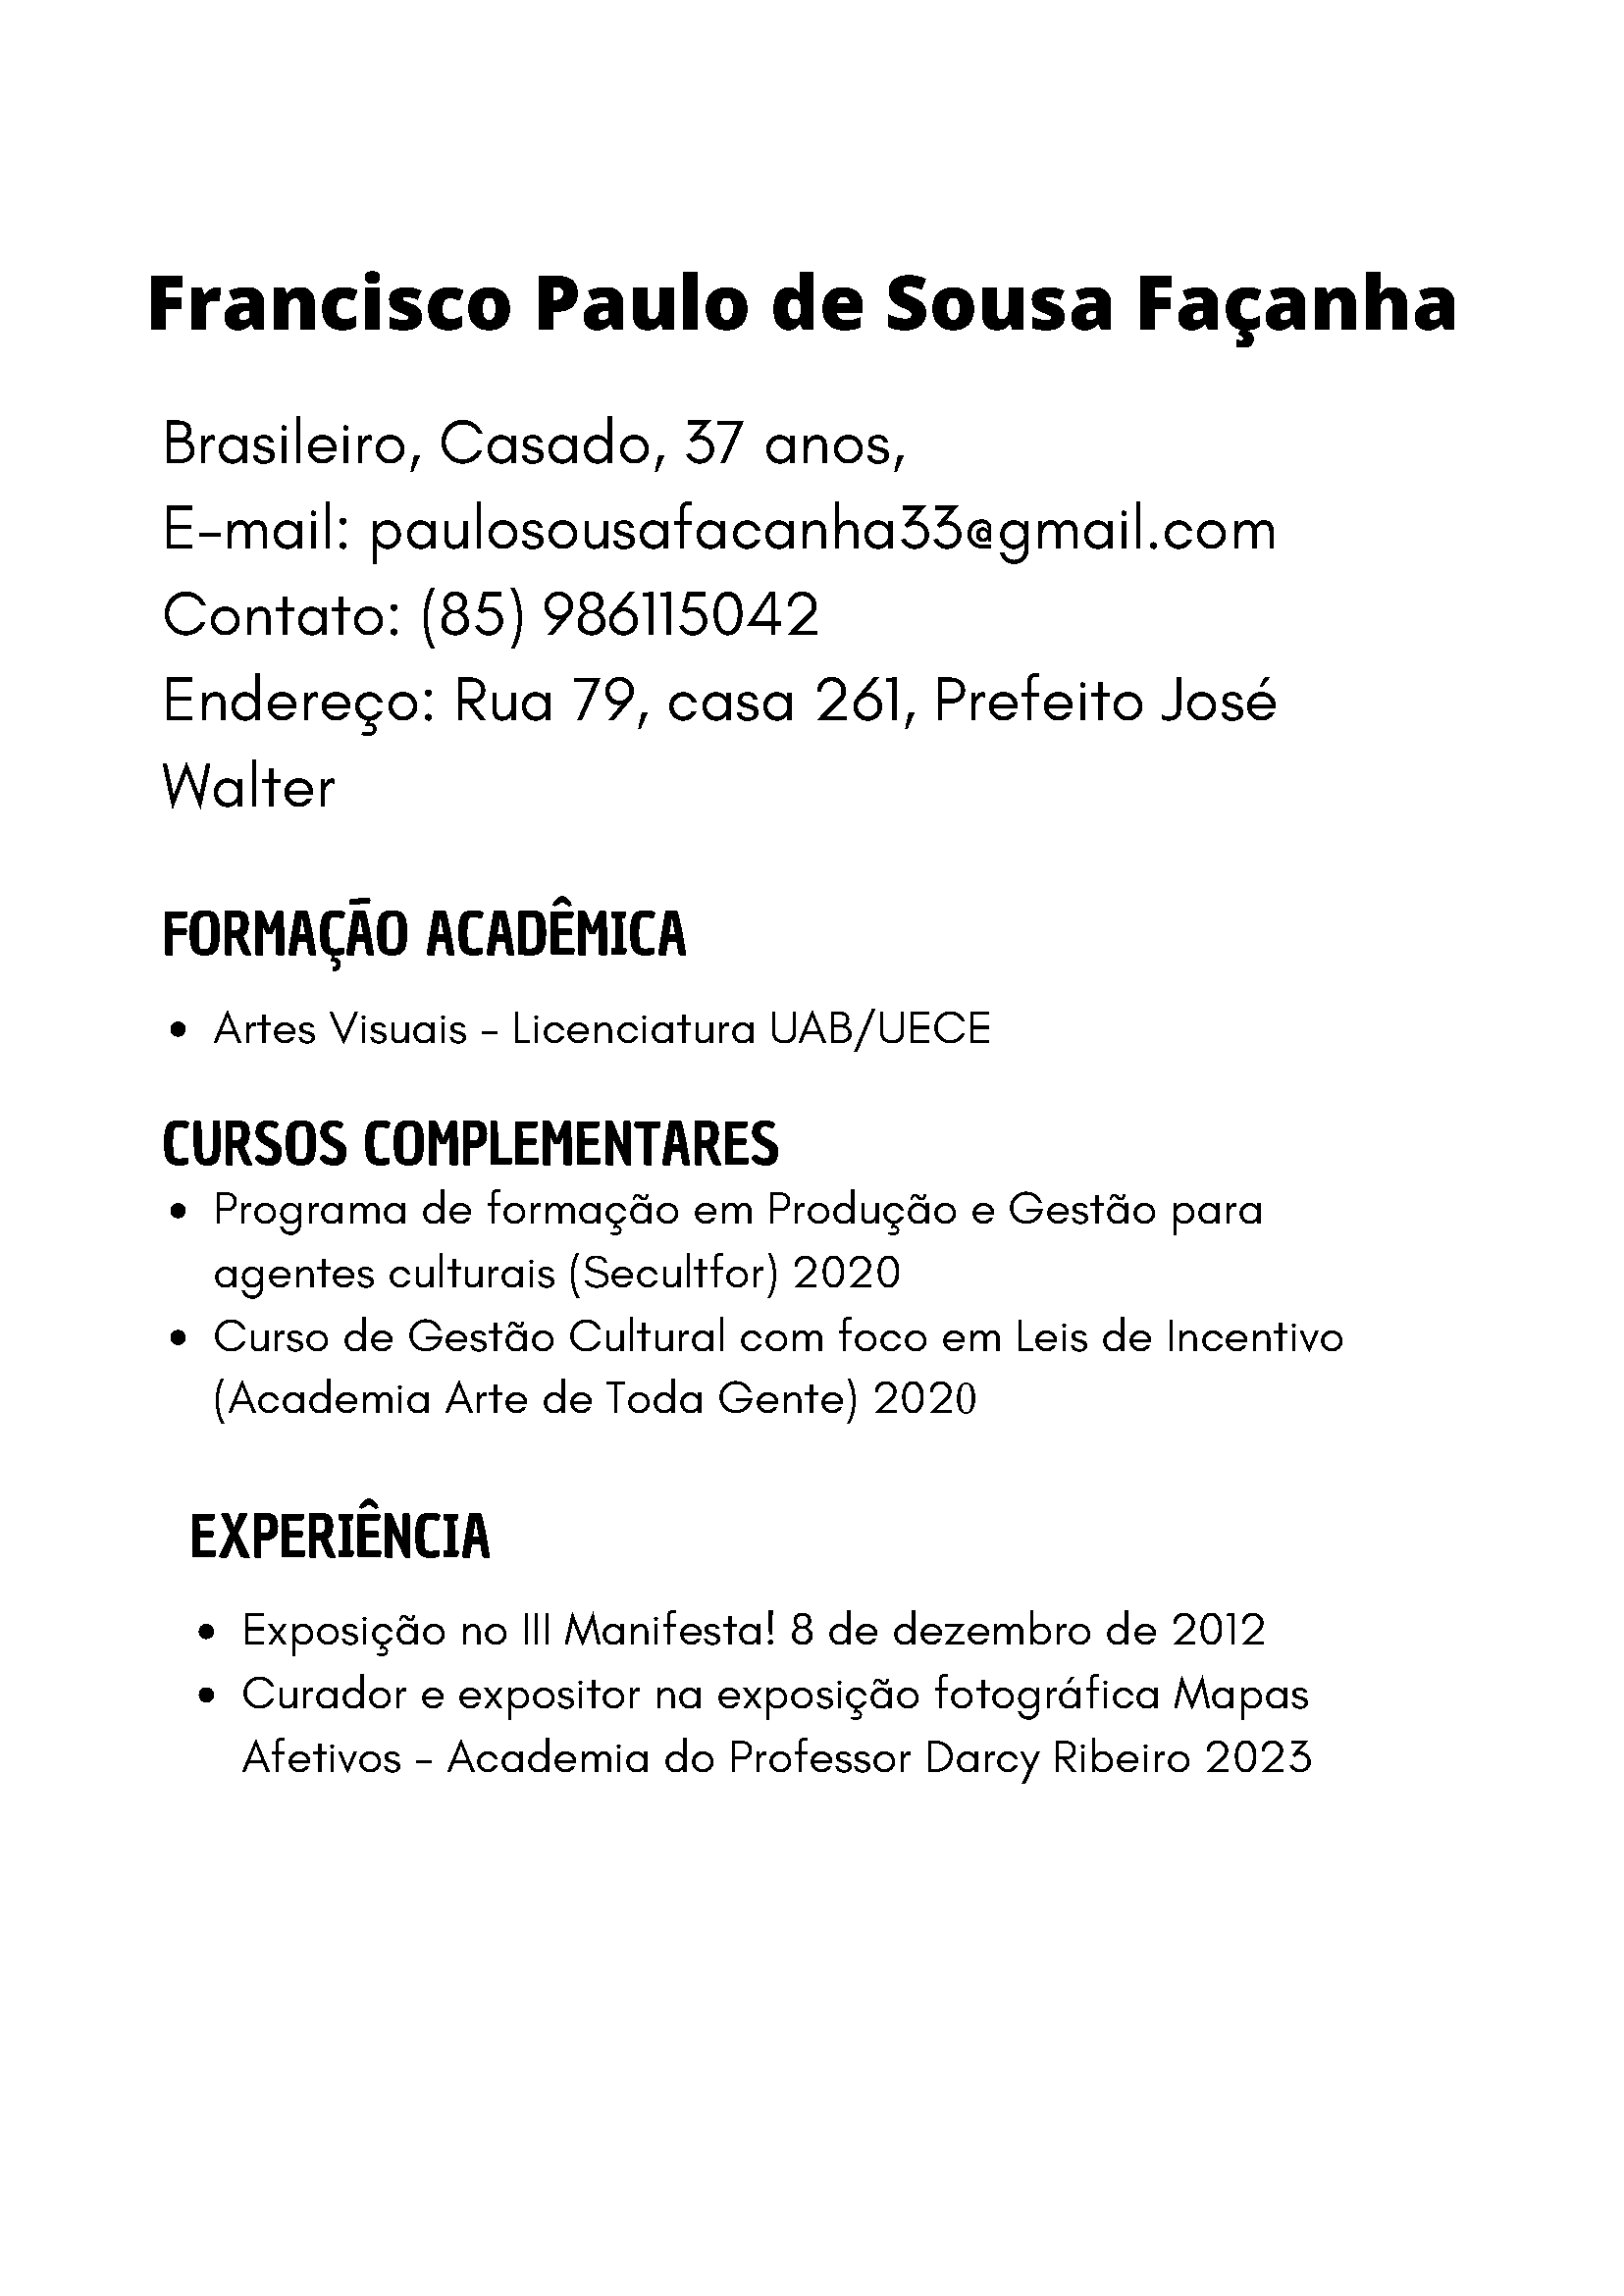 Francisco Paulo de Sousa Façanha
Brasileiro, Casado, 37 anos,
E-mail: paulosousafacanha33@gmail.com
Contato: (85) 986115042
Endereço: Rua 79, casa 261, Prefeito José
Walter
FORMAÇÃO ACADÊMICA
• Artes Visuais - Licenciatura UAB/UECE
CURSOS COMPLEMENTARES
• Programa de formação em Produção e Gestão para
agentes culturais (Secultfor) 2020
• Curso de Gestão Cultural com foco em Leis de Incentivo
(Academia Arte de Toda Gente) 2020
EXPERIÊNCIA
• Exposição no III Manifesta! 8 de dezembro de 2012
• Curador e expositor na exposição fotográfica Mapas
Afetivos - Academia do Professor Darcy Ribeiro 2023